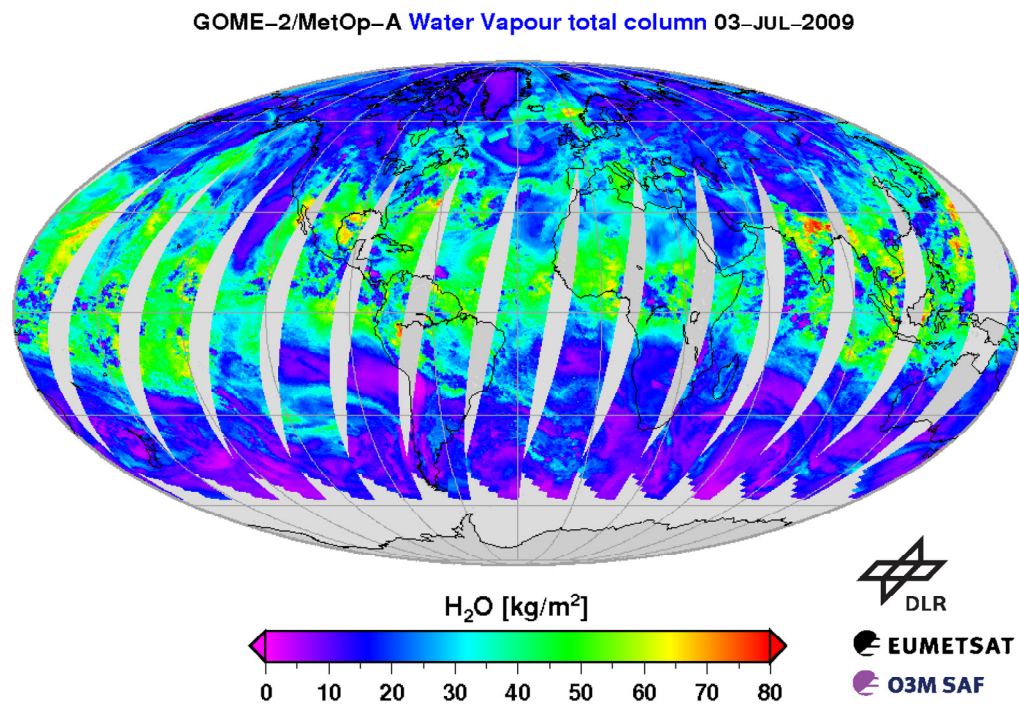 GOME–2/MetOp–A Water Vapour total column 03–JUL–2009
H₂O [kg/m²]
0 10 20 30 40 50 60 70 80
DLR
EUMETSAT
O3M SAF